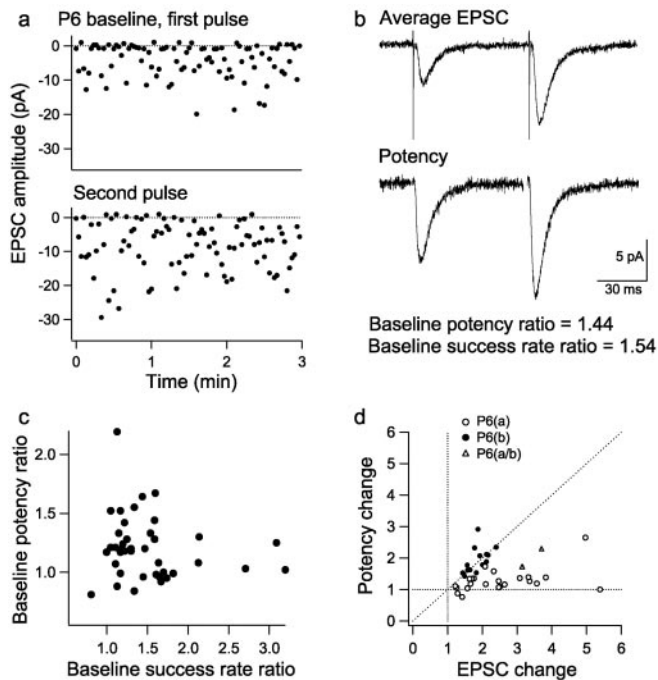 a
P6 baseline, first pulse
0
-10
-20
-30
Second pulse
0
-10
-20
-30
EPSC amplitude (pA)
0
1
2
3
Time (min)
b
Average EPSC
Potency
5 pA
30 ms
Baseline potency ratio = 1.44
Baseline success rate ratio = 1.54
c
2.0
1.5
1.0
Baseline potency ratio
1.0
1.5
2.0
2.5
3.0
Baseline success rate ratio
d
P6(a)
P6(b)
P6(a/b)
6
5
4
3
2
1
0
Potency change
0
1
2
3
4
5
6
EPSC change